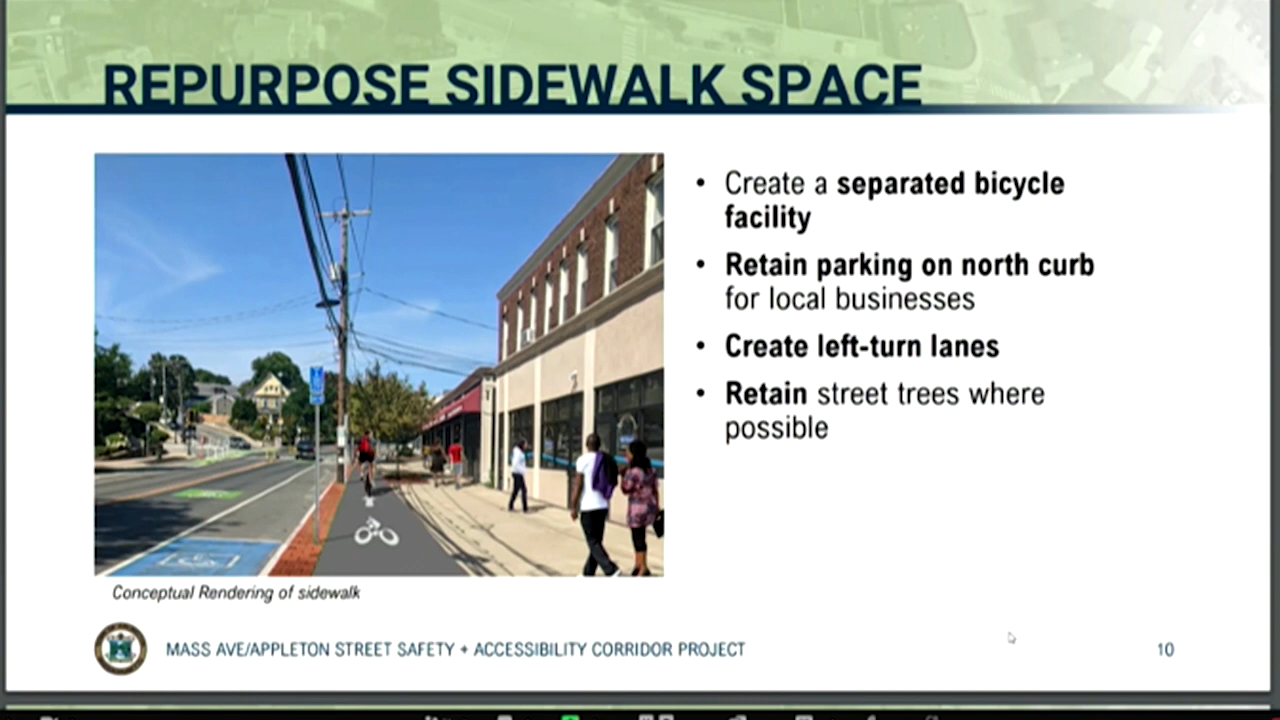 REPURPOSE SIDEWALK SPACE
• Create a separated bicycle
facility
• Retain parking on north curb
for local businesses
• Create left-turn lanes
• Retain street trees where
possible
Conceptual Rendering of sidewalk
MASS AVE/APPLETON STREET SAFETY + ACCESSIBILITY CORRIDOR PROJECT
10